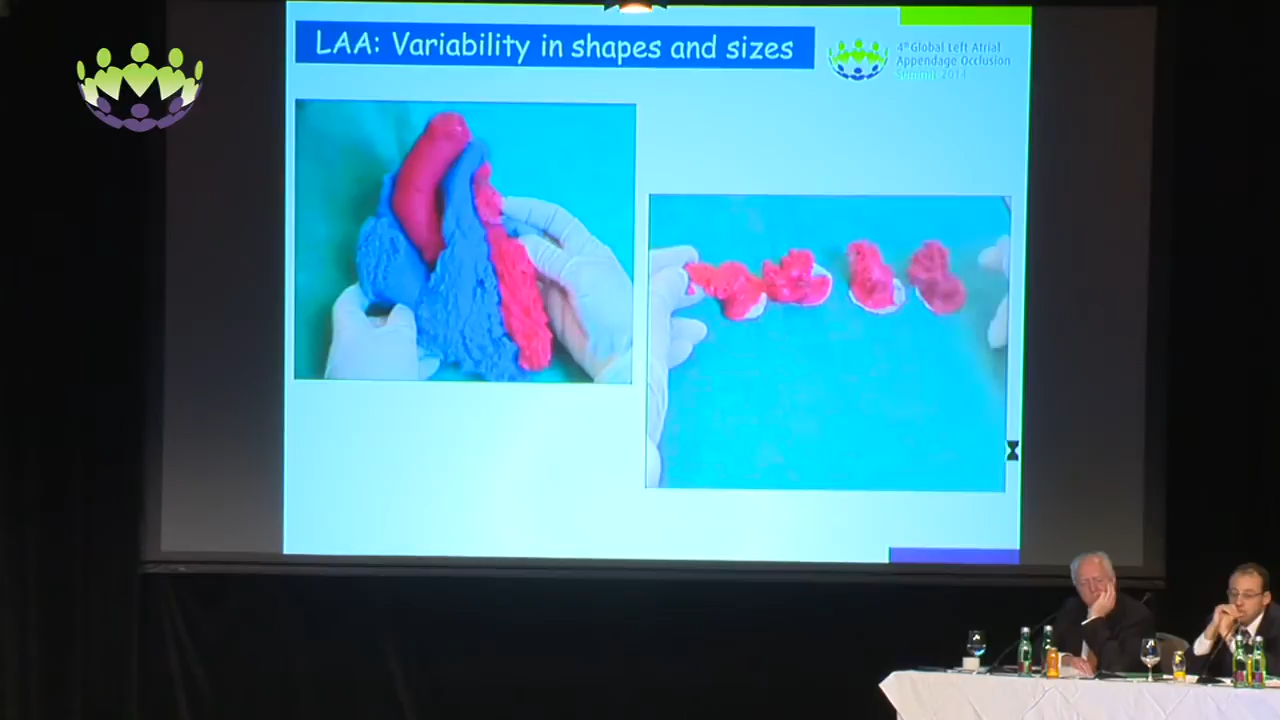 LAA: Variability in shapes and sizes
4th Global Left Atrial
Appendage Occlusion
Summit 2014